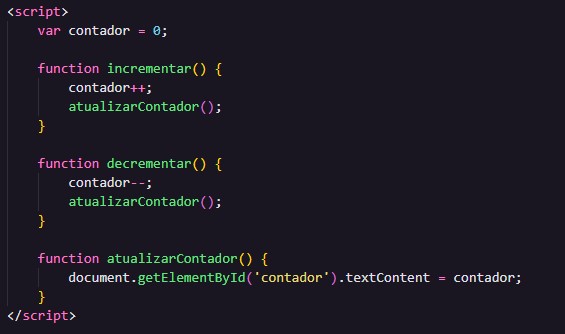 <script>
var contador = 0;
function incrementar() {
contador++;
atualizarContador();
}
function decrementar() {
contador--;
atualizarContador();
}
function atualizarContador() {
document.getElementById('contador').textContent = contador;
}
</script>